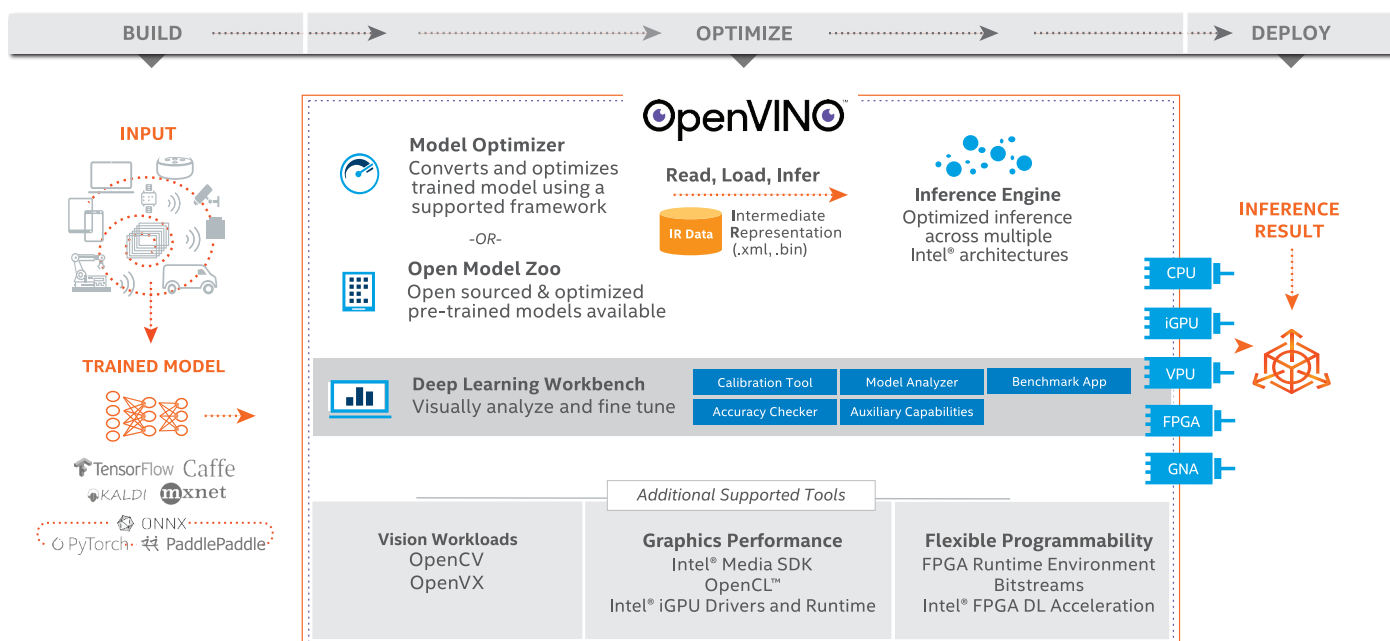 BUILD
OPTIMIZE
DEPLOY
INPUT
TRAINED MODEL
TensorFlow
Caffe
KALDI
mxnet
ONNX
PyTorch
PaddlePaddle
OpenVINO™
Model Optimizer
Converts and optimizes
trained model using a
supported framework
-OR-
Open Model Zoo
Open sourced & optimized
pre-trained models available
Read, Load, Infer
IR Data
Intermediate
Representation
(.xml, .bin)
Inference Engine
Optimized inference
across multiple
Intel® architectures
Deep Learning Workbench
Visually analyze and fine tune
Calibration Tool
Model Analyzer
Benchmark App
Accuracy Checker
Auxiliary Capabilities
CPU
iGPU
VPU
FPGA
GNA
INFERENCE
RESULT
Additional Supported Tools
Vision Workloads
OpenCV
OpenVX
Graphics Performance
Intel® Media SDK
OpenCL™
Intel® iGPU Drivers and Runtime
Flexible Programmability
FPGA Runtime Environment
Bitstreams
Intel® FPGA DL Acceleration